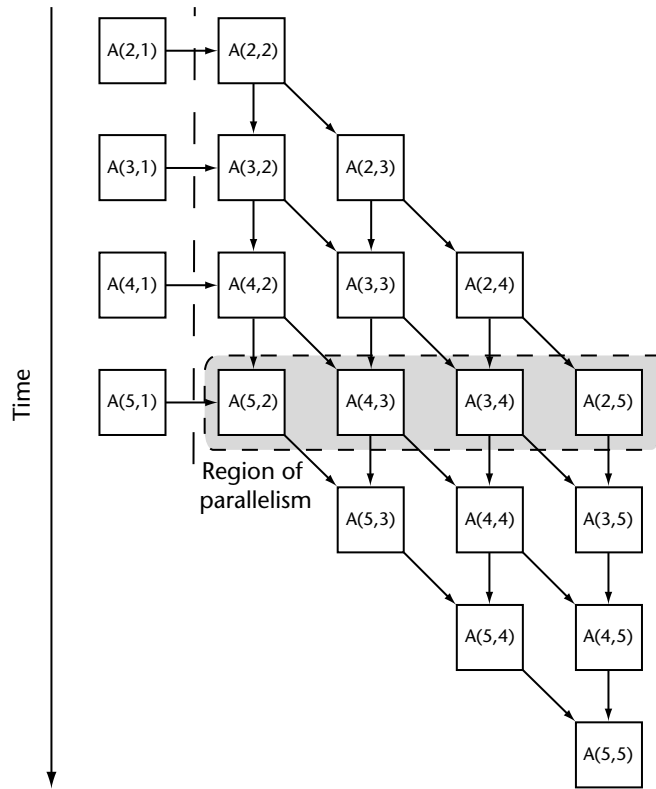 A(2,1)
A(2,2)
A(3,1)
A(3,2)
A(2,3)
A(4,1)
A(4,2)
A(3,3)
A(2,4)
Time
A(5,1)
A(5,2)
A(4,3)
A(3,4)
A(2,5)
Region of
parallelism
A(5,3)
A(4,4)
A(3,5)
A(5,4)
A(4,5)
A(5,5)